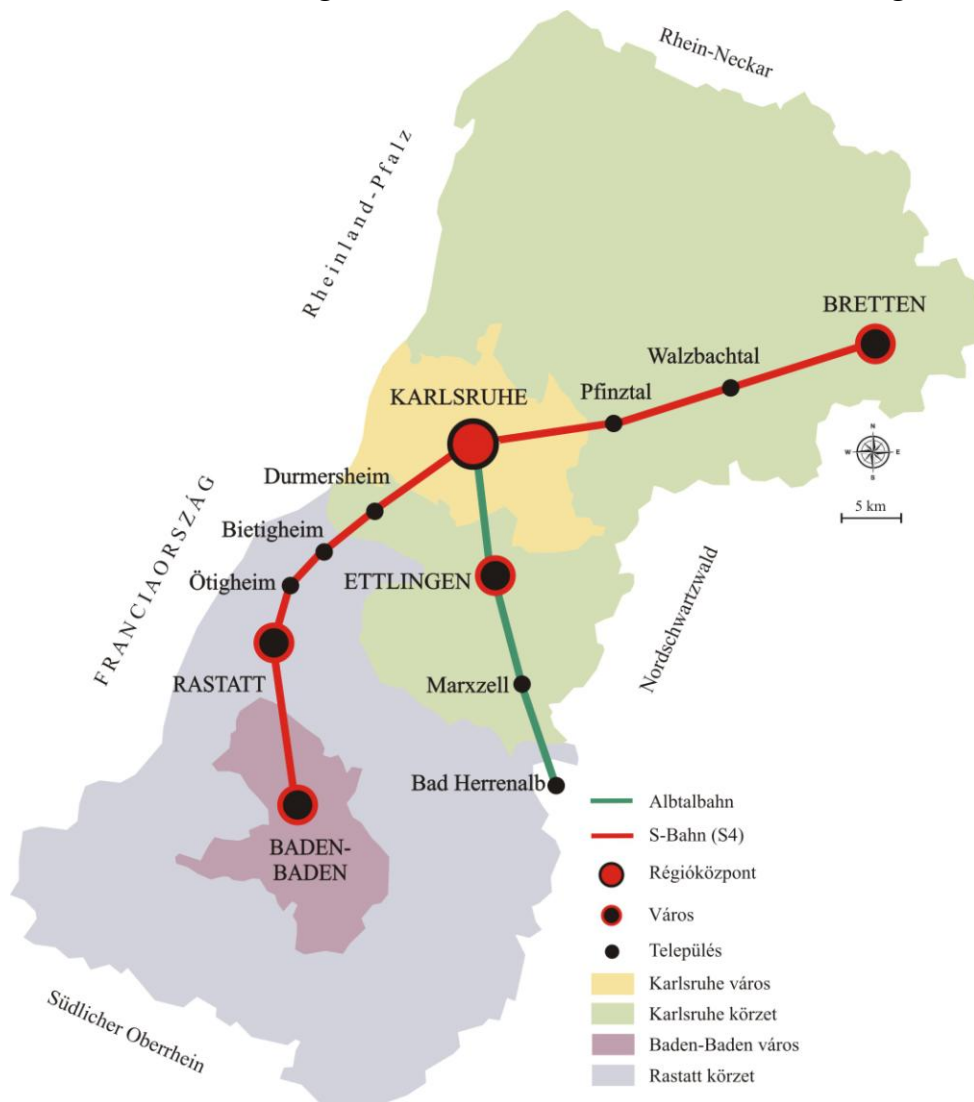 Rhein-Neckar
Rheinland-Pfalz
BRETTEN
Walzbachtal
Pfinztal
KARLSRUHE
N
W
E
S
5 km
Durmersheim
Bietigheim
Ötigheim
ETTLINGEN
FRANCIAORSZÁG
Nordschwartzwald
RASTATT
Marxzell
Bad Herrenalb
BADEN-
BADEN
Südlicher Oberrhein
Albtalbahn
S-Bahn (S4)
Régióközpont
Város
Település
Karlsruhe város
Karlsruhe körzet
Baden-Baden város
Rastatt körzet